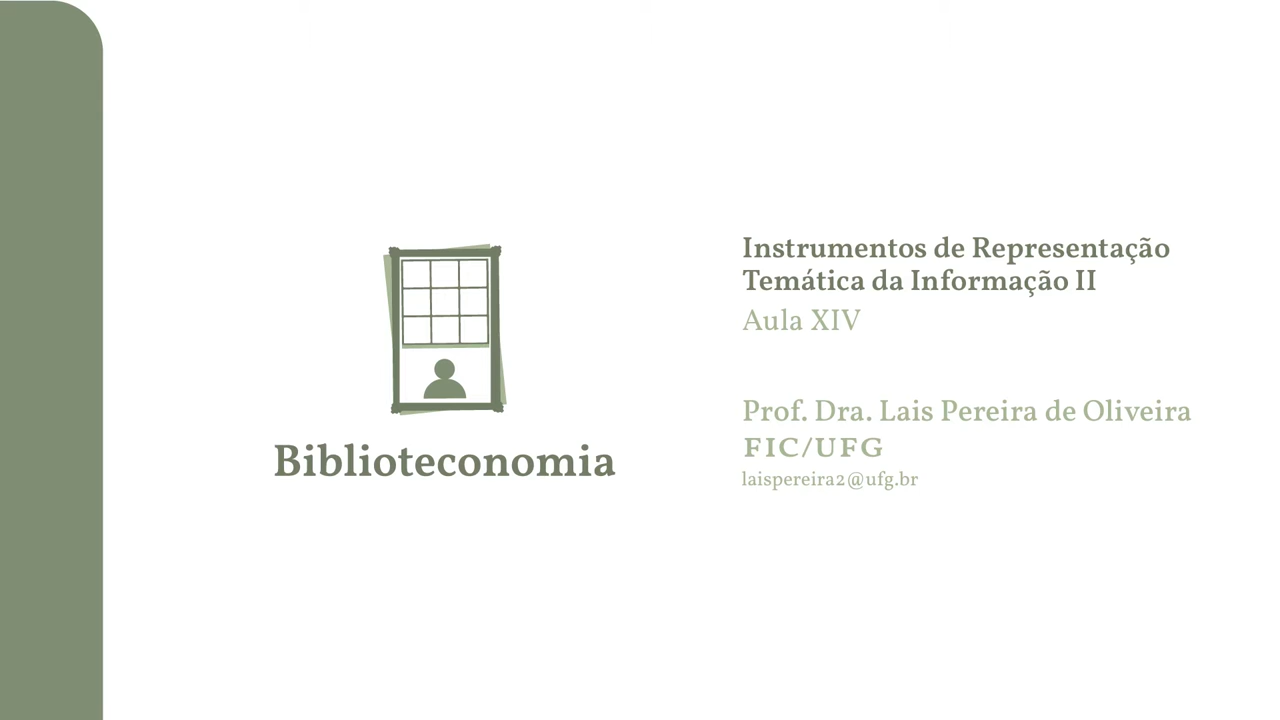 Biblioteconomia
Instrumentos de Representação
Temática da Informação II
Aula XIV
Prof. Dra. Lais Pereira de Oliveira
FIC/UFG
laispereira2@ufg.br